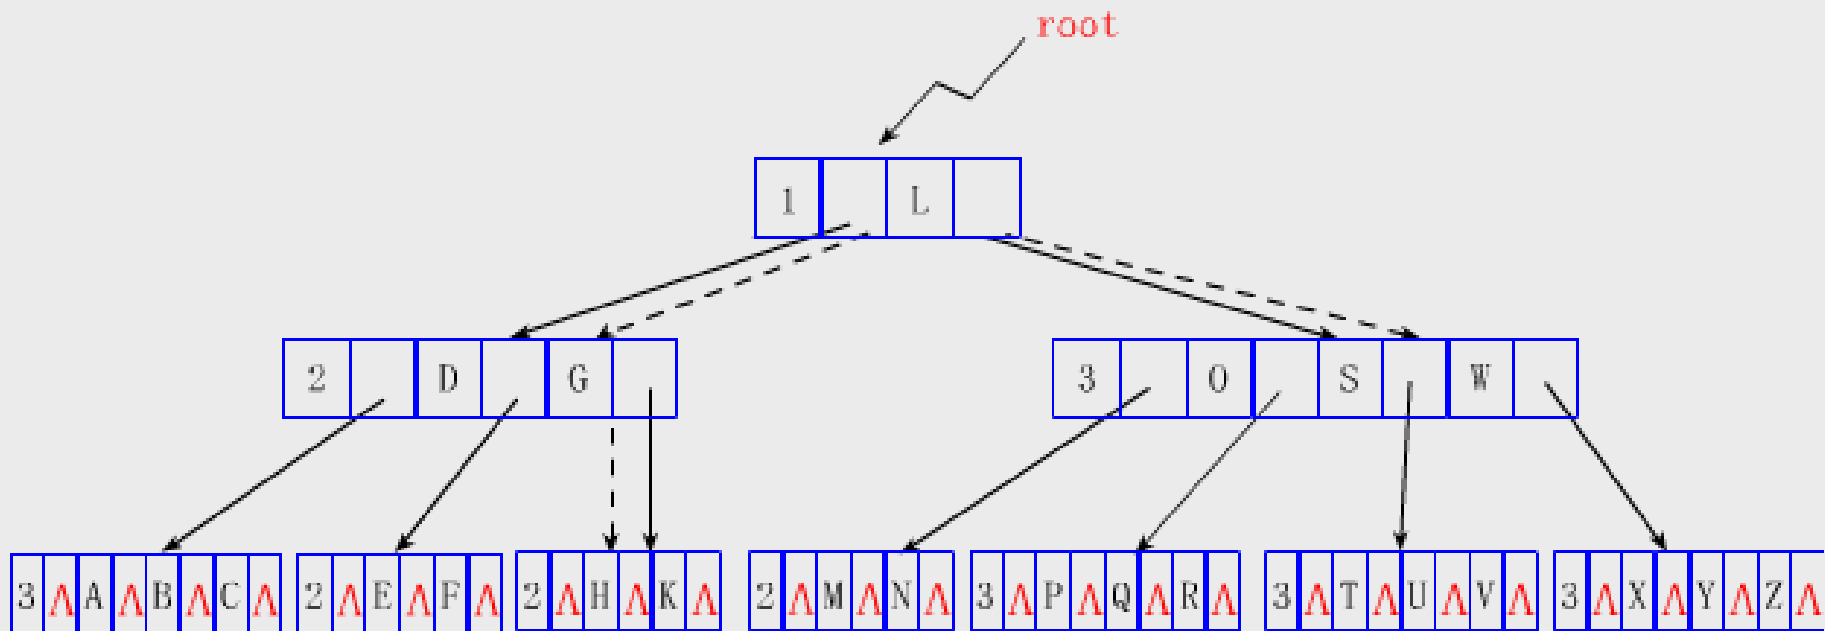 root
1 L
2 D G
3 O S W
3 Λ A Λ B Λ C Λ
2 Λ E Λ F Λ
2 Λ H Λ K Λ
2 Λ M Λ N Λ
3 Λ P Λ Q Λ R Λ
3 Λ T Λ U Λ V Λ
3 Λ X Λ Y Λ Z Λ